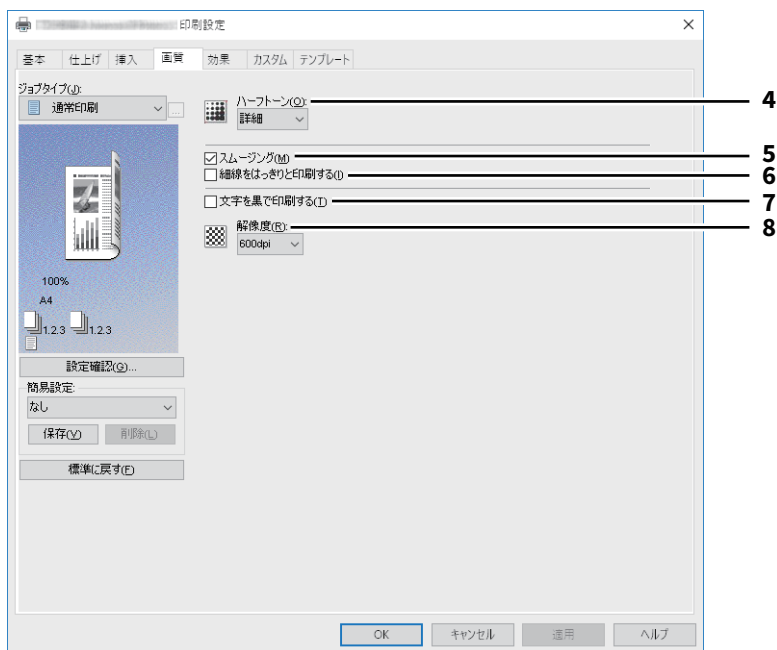 印刷設定
基本 仕上げ 挿入 画質 効果 カスタム テンプレート
ジョブタイプ(J):
通常印刷
...
100%
A4
1.2.3 1.2.3
設定確認(G)...
簡易設定:
なし
保存(V) 削除(L)
標準に戻す(F)
ハーフトーン(O):
詳細
4
スムージング(M)
5
細線をはっきりと印刷する(I)
6
文字を黒で印刷する(T)
7
解像度(R):
8
600dpi
OK キャンセル 適用 ヘルプ